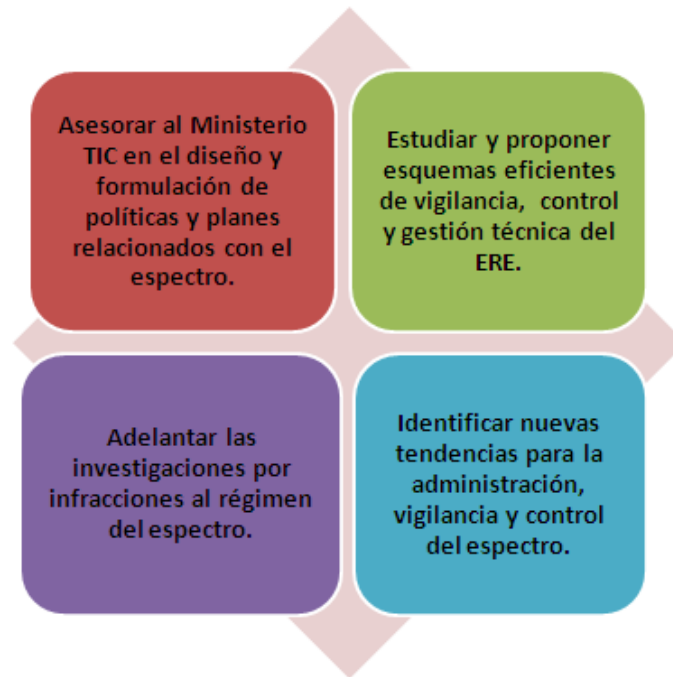 Asesorar al Ministerio
TIC en el diseño y
formulación de
políticas y planes
relacionados con el
espectro.
Estudiar y proponer
esquemas eficientes
de vigilancia, control
y gestión técnica del
ERE.
Adelantar las
investigaciones por
infracciones al régimen
del espectro.
Identificar nuevas
tendencias para la
administración,
vigilancia y control
del espectro.